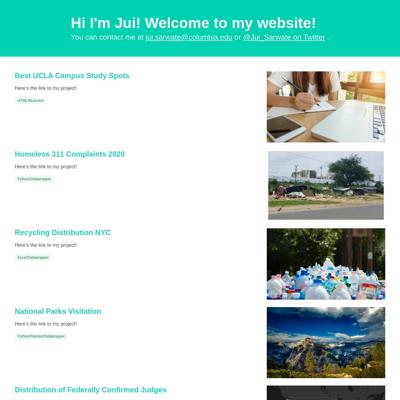 Hi I'm Jui! Welcome to my website!
You can contact me at jui.sarwate@columbia.edu or @Jui_Sarwate on Twitter .
Best UCLA Campus Study Spots
Here's the link to my project!
HTML/Illustrator
Homeless 311 Complaints 2020
Here's the link to my project!
Python/Datawrapper
Recycling Distribution NYC
Here's the link to my project!
Excel/Datawrapper
National Parks Visitation
Here's the link to my project!
Python/Pandas/Datawrapper
Distribution of Federally Confirmed Judges